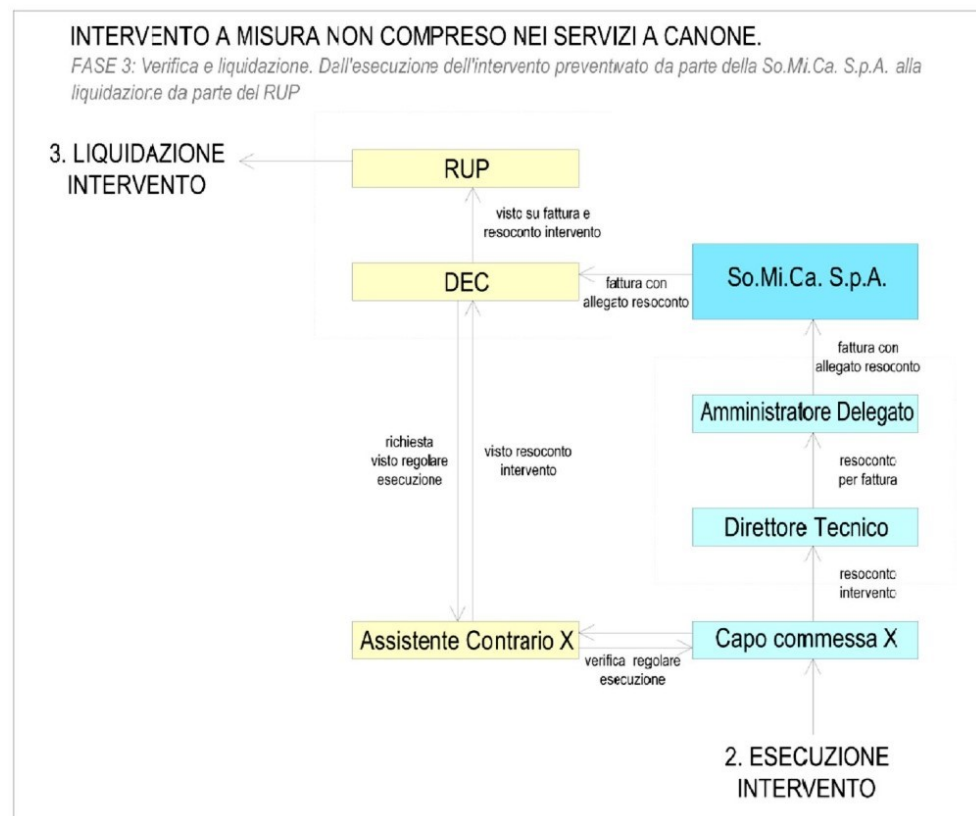 INTERVENTO A MISURA NON COMPRESO NEI SERVIZI A CANONE.
FASE 3: Verifica e liquidazione. Dall'esecuzione dell'intervento preventivato da parte della So.Mi.Ca. S.p.A. alla
liquidazione da parte del RUP
3. LIQUIDAZIONE
INTERVENTO
RUP
visto su fattura e
resoconto intervento
DEC
fattura con
allegato resoconto
So.Mi.Ca. S.p.A.
fattura con
allegato resoconto
Amministratore Delegato
richiesta
visto regolare
esecuzione
visto resoconto
intervento
resoconto
per fattura
Direttore Tecnico
resoconto
intervento
Assistente Contrario X
verifica regolare
esecuzione
Capo commessa X
2. ESECUZIONE
INTERVENTO